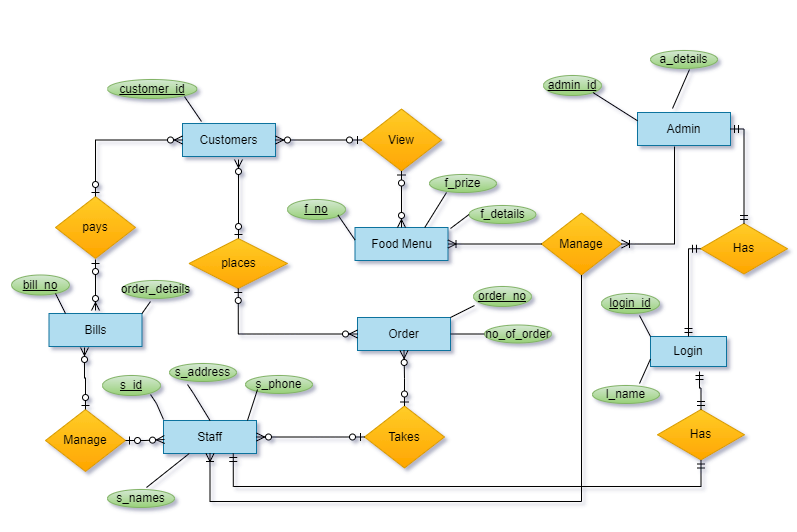 a_details
customer_id
admin_id
Admin
Customers
View
f_prize
f_no
f_details
pays
Food Menu
Manage
Has
places
bill_no
order_details
order_no
login_id
Bills
Order
no_of_order
Login
s_address
s_id
s_phone
l_name
Manage
Staff
Takes
Has
s_names